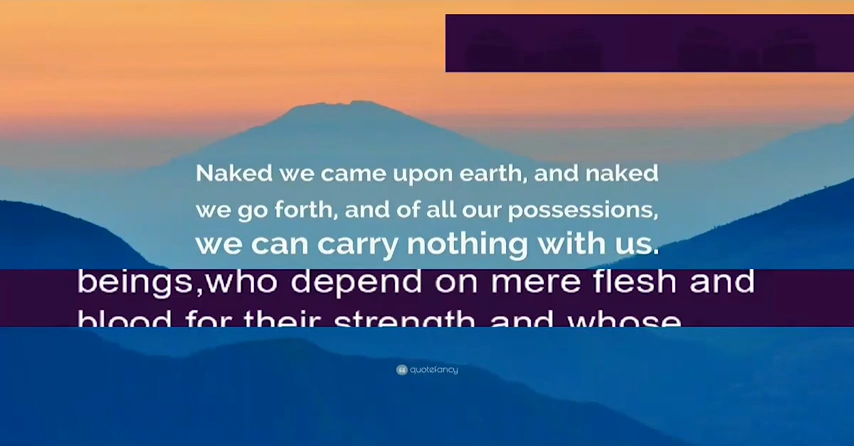 Naked we came upon earth, and naked
we go forth, and of all our possessions,
we can carry nothing with us.
beings,who depend on mere flesh and
blood for their strength and whose
quotefancy